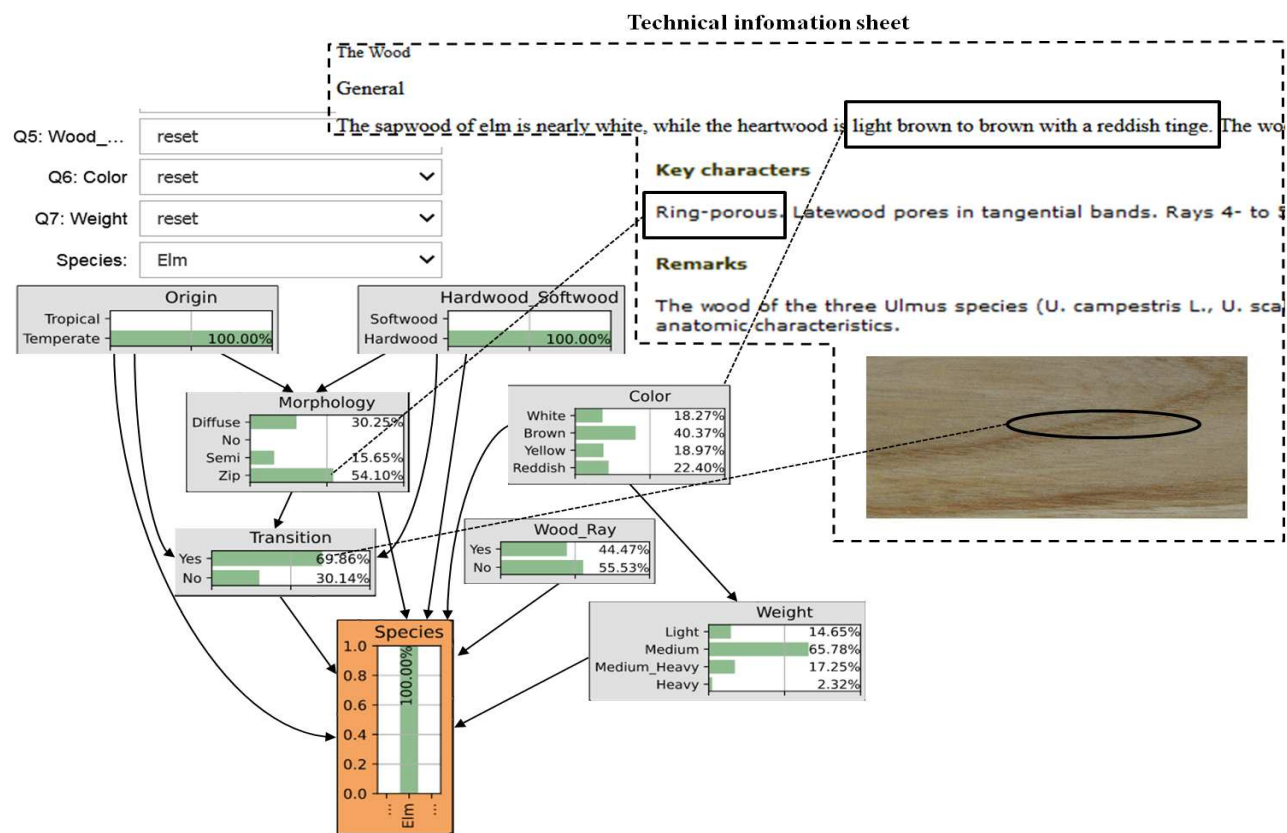 Technical infomation sheet
The Wood
General
The sapwood of elm is nearly white, while the heartwood is light brown to brown with a reddish tinge. The wo
Key characters
Ring-porous. Latewood pores in tangential bands. Rays 4- to 5
Remarks
The wood of the three Ulmus species (U. campestris L., U. sca
anatomic characteristics.
Q5: Wood_... reset
Q6: Color reset
Q7: Weight reset
Species: Elm
Origin
Tropical
Temperate 100.00%
Hardwood_Softwood
Softwood
Hardwood 100.00%
Morphology
Diffuse 30.25%
No
Semi 15.65%
Zip 54.10%
Color
White 18.27%
Brown 40.37%
Yellow 18.97%
Reddish 22.40%
Transition
Yes 69.86%
No 30.14%
Wood_Ray
Yes 44.47%
No 55.53%
Weight
Light 14.65%
Medium 65.78%
Medium_Heavy 17.25%
Heavy 2.32%
Species
1.0
0.8
0.6
0.4
0.2
0.0
100.00%
... Elm ...